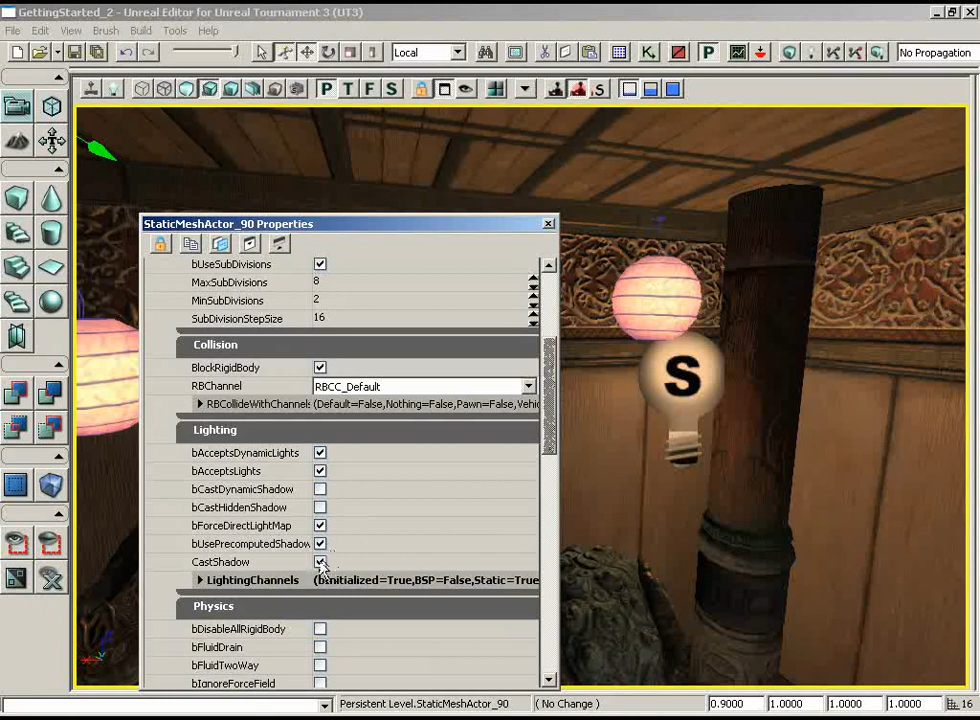 GettingStarted_2 - Unreal Editor for Unreal Tournament 3 (UT3)
File Edit View Brush Build Tools Help
Local
No Propagation
P T F S
S
StaticMeshActor_90 Properties
bUseSubDivisions
MaxSubDivisions 8
MinSubDivisions 2
SubDivisionStepSize 16
Collision
BlockRigidBody
RBChannel RBCC_Default
RBCollideWithChannels (Default=False,Nothing=False,Pawn=False,Vehic
Lighting
bAcceptsDynamicLights
bAcceptsLights
bCastDynamicShadow
bCastHiddenShadow
bForceDirectLightMap
bUsePrecomputedShadow
CastShadow
LightingChannels (bInitialized=True,BSP=False,Static=True
Physics
bDisableAllRigidBody
bFluidDrain
bFluidTwoWay
bIgnoreForceField
S
Persistent Level.StaticMeshActor_90 ( No Change ) 0.9000 1.0000 1.0000 1.0000 16